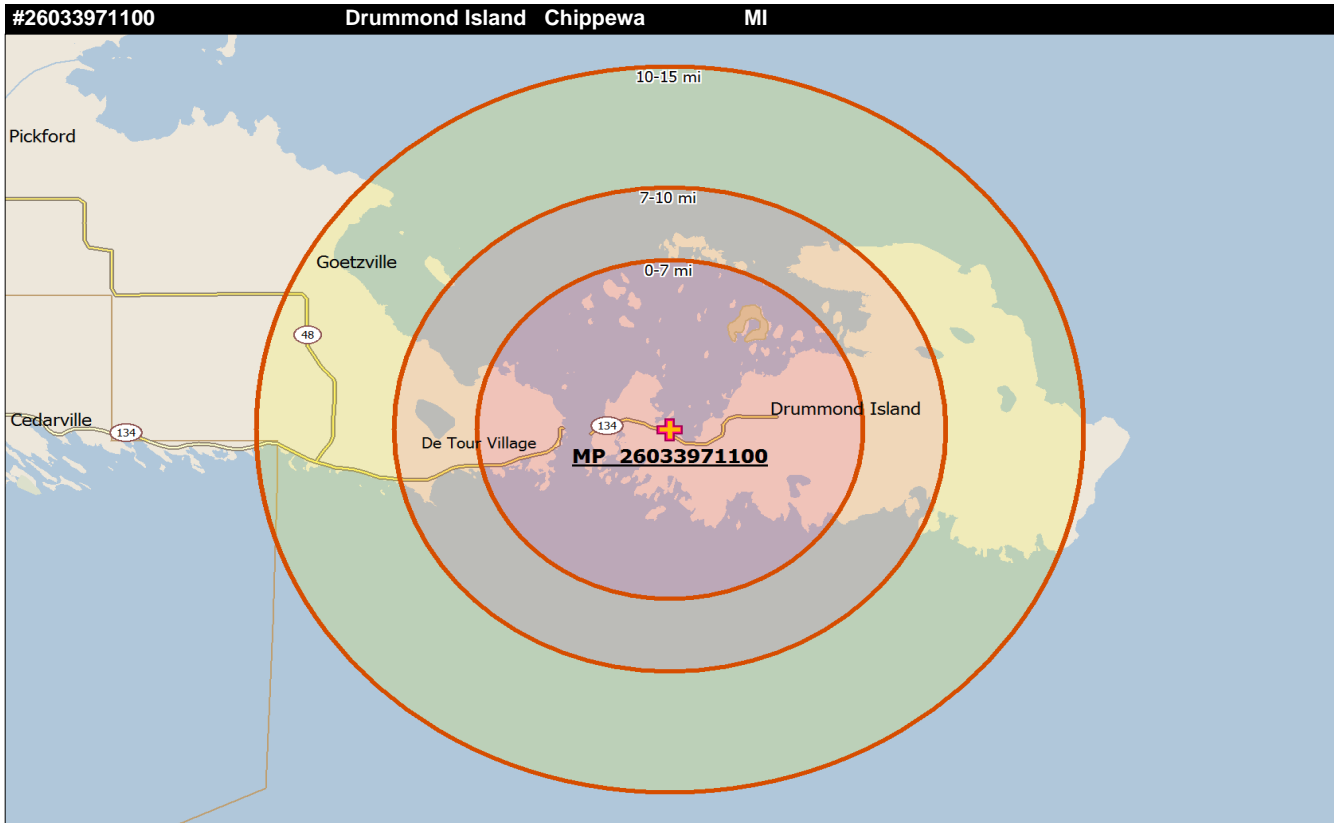 #26033971100 Drummond Island Chippewa MI
10-15 mi
Pickford
7-10 mi
Goetzville
0-7 mi
48
Drummond Island
Cedarville
134
134
De Tour Village
MP 26033971100